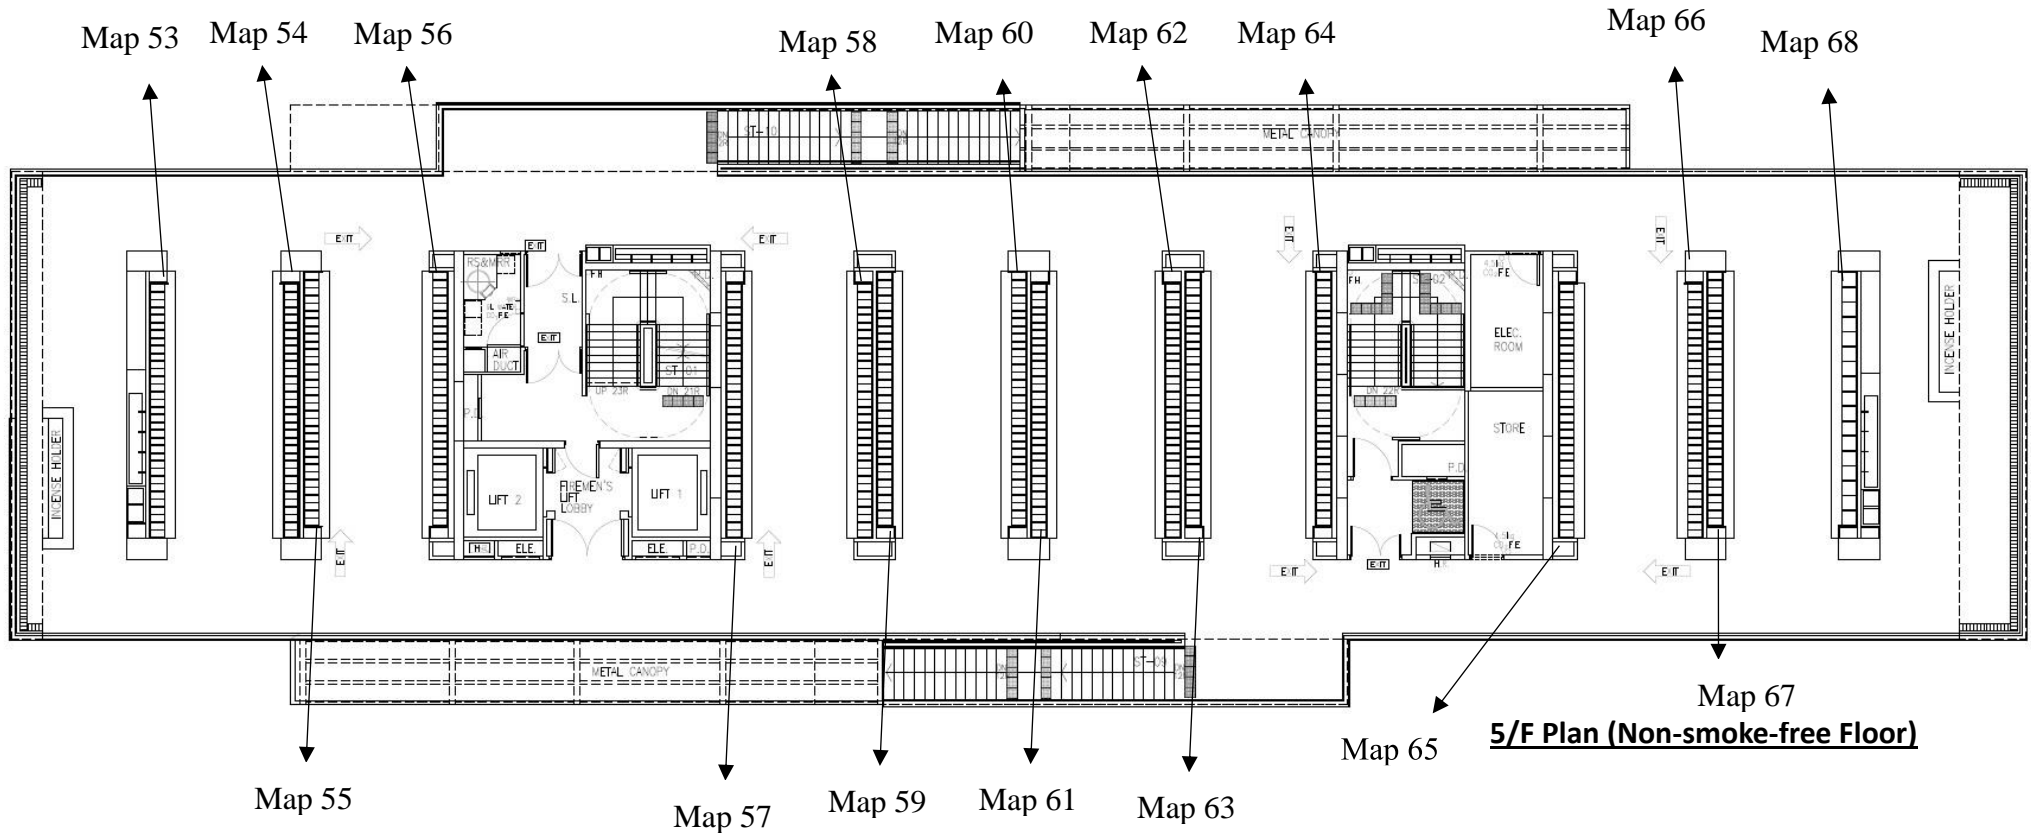 Map 53
Map 54
Map 56
Map 58
Map 60
Map 62
Map 64
Map 66
Map 68
ST-10
METAL CANOPY
EXIT
EXIT
EXIT
EXIT
EXIT
RS&MRR
FH
P.D.
S.L.
EXIT
AIR
DUCT
ST-01
UP 23R
DN 21R
P.D.
FH
ST-02
P.D.
F.E
ELEC.
ROOM
DN 22R
STORE
P.D.
INCENSE HOLDER
INCENSE HOLDER
LIFT 2
FIREMEN'S
LIFT
LOBBY
LIFT 1
ELE.
ELE.
P.D.
EXIT
EXIT
EXIT
EXIT
H.R.
F.E
EXIT
METAL CANOPY
ST-09
Map 55
Map 57
Map 59
Map 61
Map 63
Map 65
Map 67
5/F Plan (Non-smoke-free Floor)